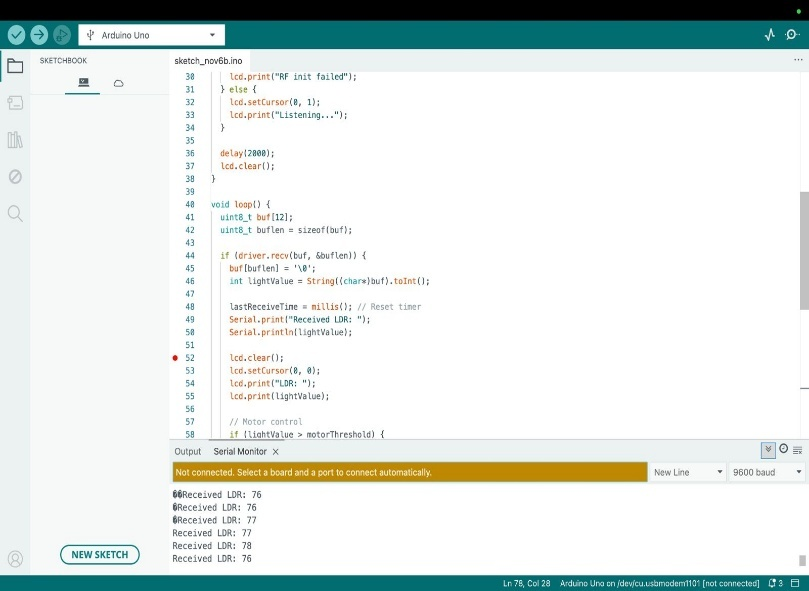 Arduino Uno
SKETCHBOOK
sketch_nov6b.ino
30 lcd.print("RF init failed");
31 } else {
32 lcd.setCursor(0, 1);
33 lcd.print("Listening...");
34 }
35
36 delay(2000);
37 lcd.clear();
38 }
39
40 void loop() {
41 uint8_t buf[12];
42 uint8_t buflen = sizeof(buf);
43
44 if (driver.recv(buf, &buflen)) {
45 buf[buflen] = '\0';
46 int lightValue = String((char*)buf).toInt();
47
48 lastReceiveTime = millis(); // Reset timer
49 Serial.print("Received LDR: ");
50 Serial.println(lightValue);
51
52 lcd.clear();
53 lcd.setCursor(0, 0);
54 lcd.print("LDR: ");
55 lcd.print(lightValue);
56
57 // Motor control
58 if (lightValue > motorThreshold) {
Output Serial Monitor
Not connected. Select a board and a port to connect automatically.
New Line
9600 baud
��Received LDR: 76
�Received LDR: 76
�Received LDR: 77
Received LDR: 77
Received LDR: 78
Received LDR: 76
NEW SKETCH
Ln 78, Col 28 Arduino Uno on /dev/cu.usbmodem1101 [not connected] 3